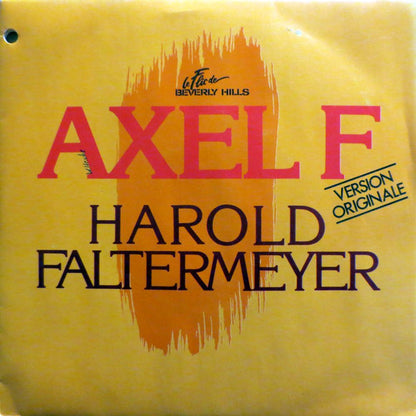 Le Flic de
BEVERLY HILLS
AXEL F
VERSION
ORIGINALE
HAROLD
FALTERMEYER